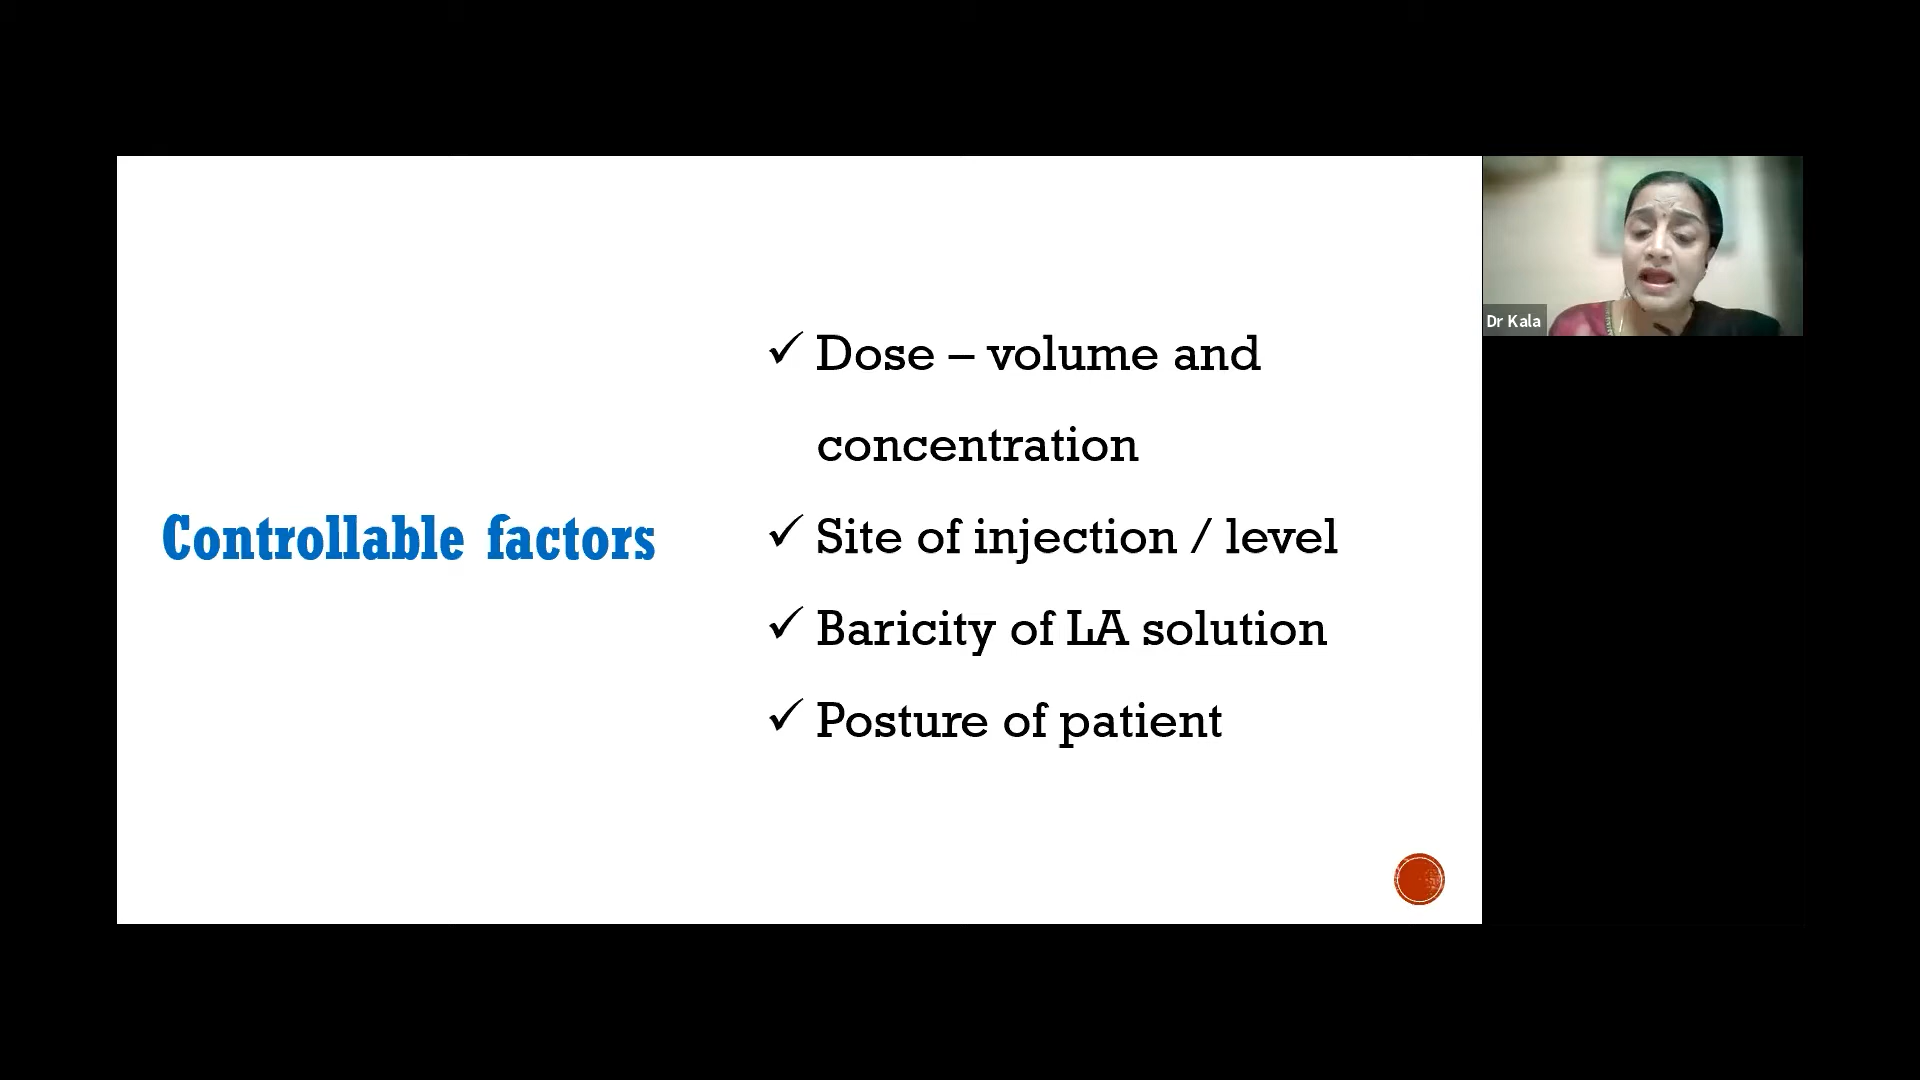 Controllable factors
✓ Dose – volume and
concentration
✓ Site of injection / level
✓ Baricity of LA solution
✓ Posture of patient
Dr Kala